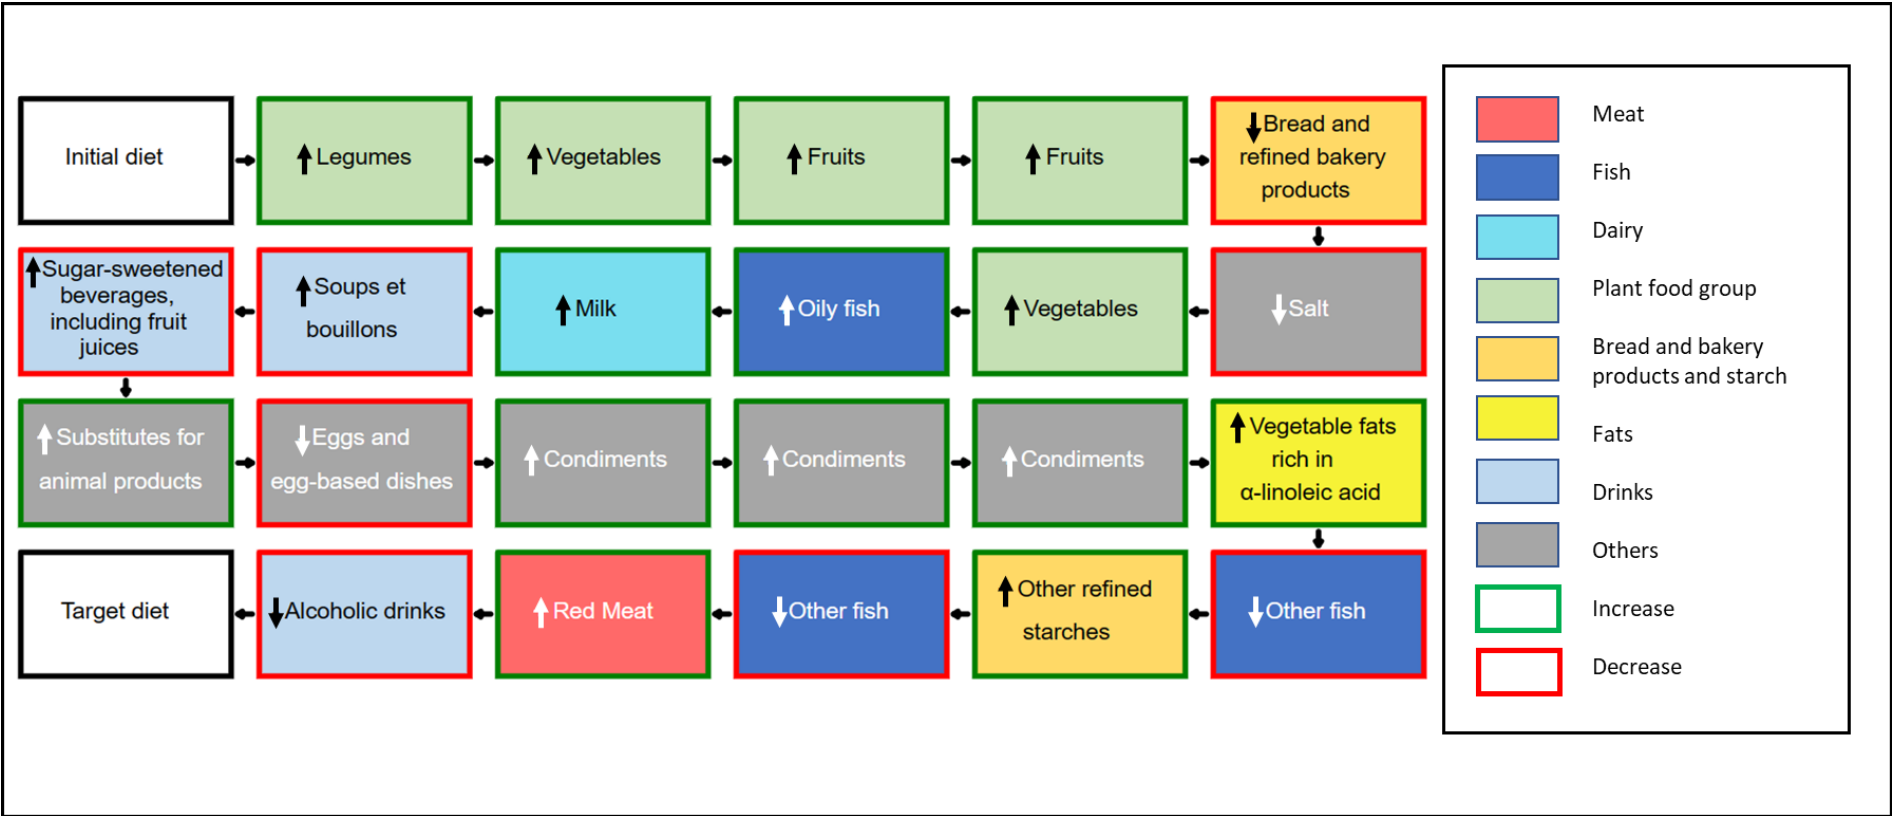 Initial diet
Legumes
Vegetables
Fruits
Fruits
Bread and
refined bakery
products
Sugar-sweetened
beverages,
including fruit
juices
Soups et
bouillons
Milk
Oily fish
Vegetables
Salt
Substitutes for
animal products
Eggs and
egg-based dishes
Condiments
Condiments
Condiments
Vegetable fats
rich in
α-linoleic acid
Target diet
Alcoholic drinks
Red Meat
Other fish
Other refined
starches
Other fish
Meat
Fish
Dairy
Plant food group
Bread and bakery
products and starch
Fats
Drinks
Others
Increase
Decrease